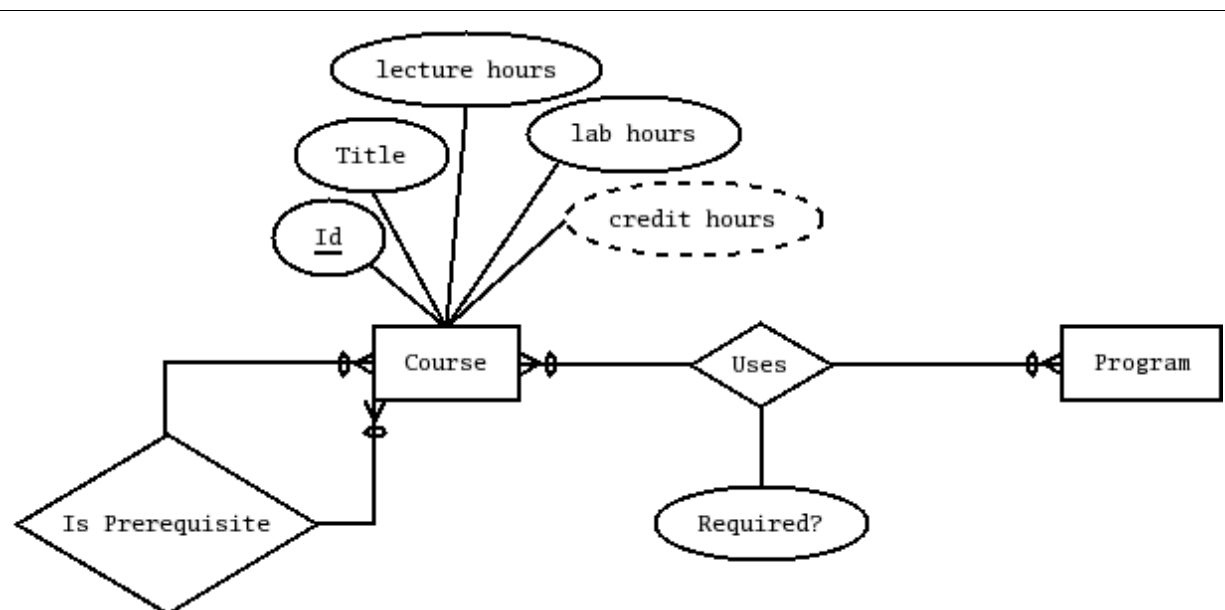 lecture hours
lab hours
Title
credit hours
Id
Course
Uses
Program
Is Prerequisite
Required?